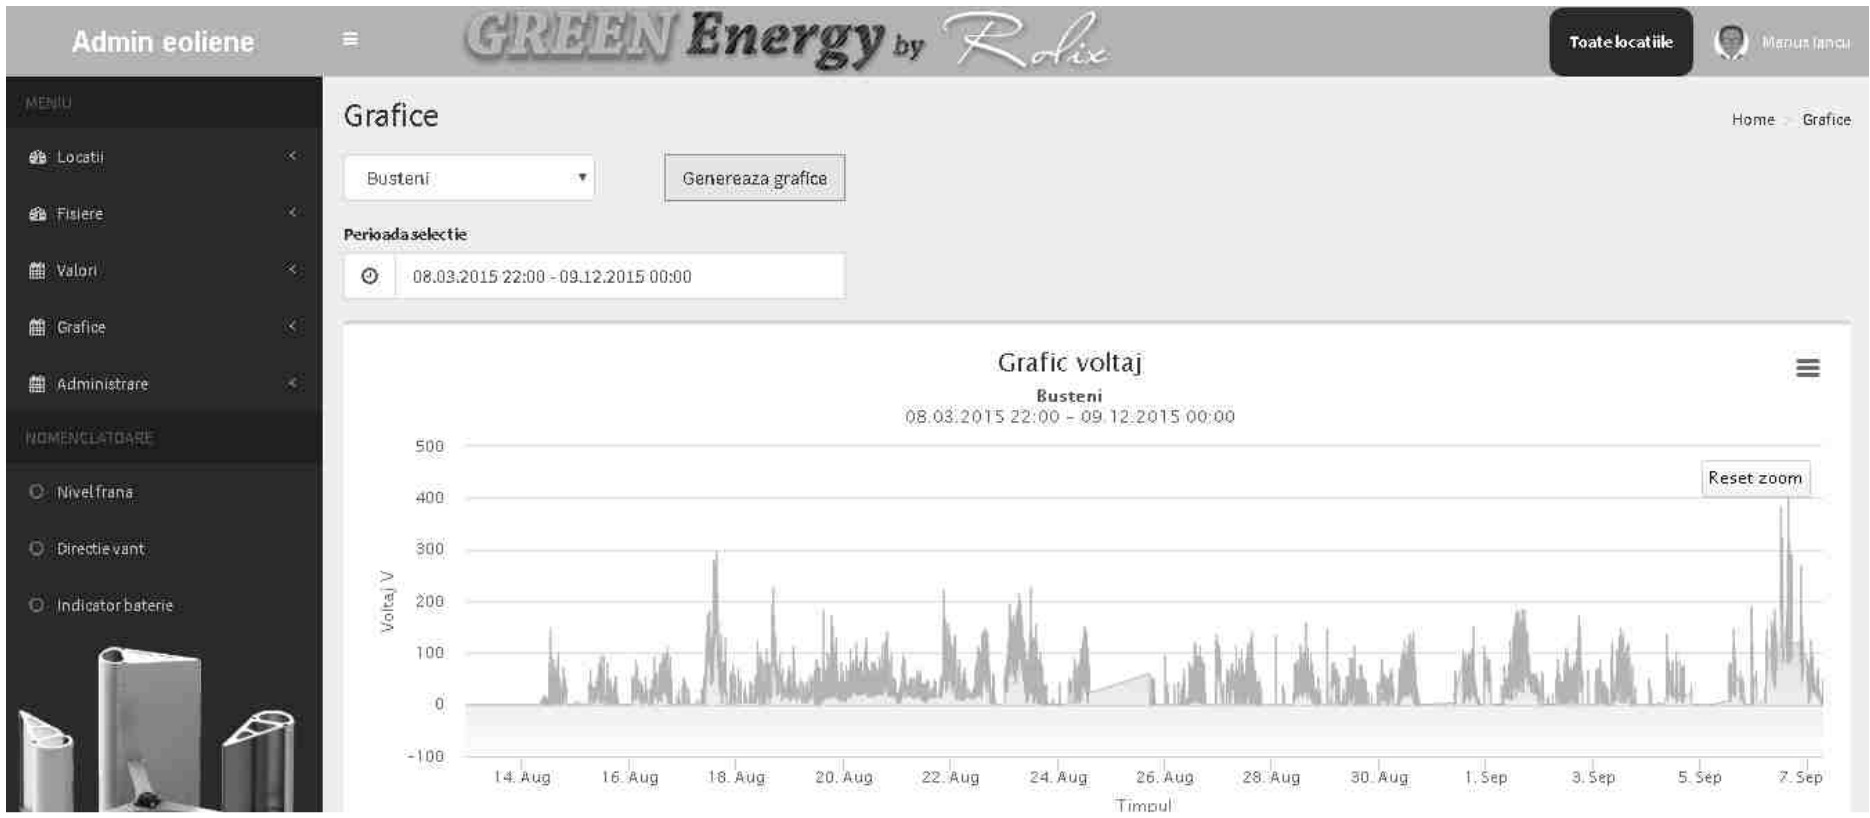 Admin eoliene
GREEN Energy by Rolix
Toate locatiile
Marius Iancu
MENIU
Locatii
Fisiere
Valori
Grafice
Administrare
NOMENCLATOARE
Nivel frana
Directie vant
Indicator baterie
Grafice
Home > Grafice
Busteni
Genereaza grafice
Perioada selectie
08.03.2015 22:00 - 09.12.2015 00:00
Grafic voltaj
Busteni
08.03.2015 22:00 – 09.12.2015 00:00
Reset zoom
Voltaj V
500
400
300
200
100
0
-100
14. Aug 16. Aug 18. Aug 20. Aug 22. Aug 24. Aug 26. Aug 28. Aug 30. Aug 1. Sep 3. Sep 5. Sep 7. Sep
Timpul